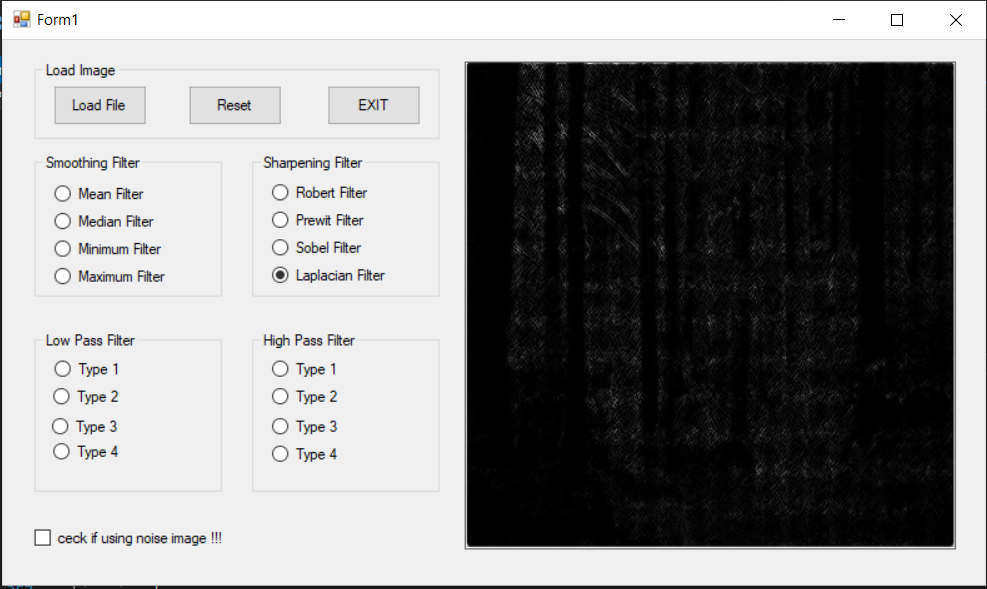 Form1
Load Image
Load File
Reset
EXIT
Smoothing Filter
Mean Filter
Median Filter
Minimum Filter
Maximum Filter
Sharpening Filter
Robert Filter
Prewit Filter
Sobel Filter
Laplacian Filter
Low Pass Filter
Type 1
Type 2
Type 3
Type 4
High Pass Filter
Type 1
Type 2
Type 3
Type 4
ceck if using noise image !!!